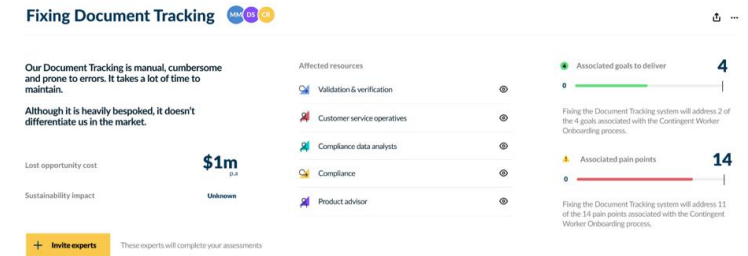 Fixing Document Tracking
MM DS CR
Our Document Tracking is manual, cumbersome
and prone to errors. It takes a lot of time to
maintain.
Although it is heavily bespoked, it doesn't
differentiate us in the market.
Lost opportunity cost
$1m
p.a
Sustainability impact
Unknown
+ Invite experts
These experts will complete your assessments
Affected resources
Validation & verification
Customer service operatives
Compliance data analysts
Compliance
Product advisor
Associated goals to deliver
4
0
Fixing the Document Tracking system will address 2 of
the 4 goals associated with the Contingent Worker
Onboarding process.
Associated pain points
14
0
Fixing the Document Tracking system will address 11
of the 14 pain points associated with the Contingent
Worker Onboarding process.